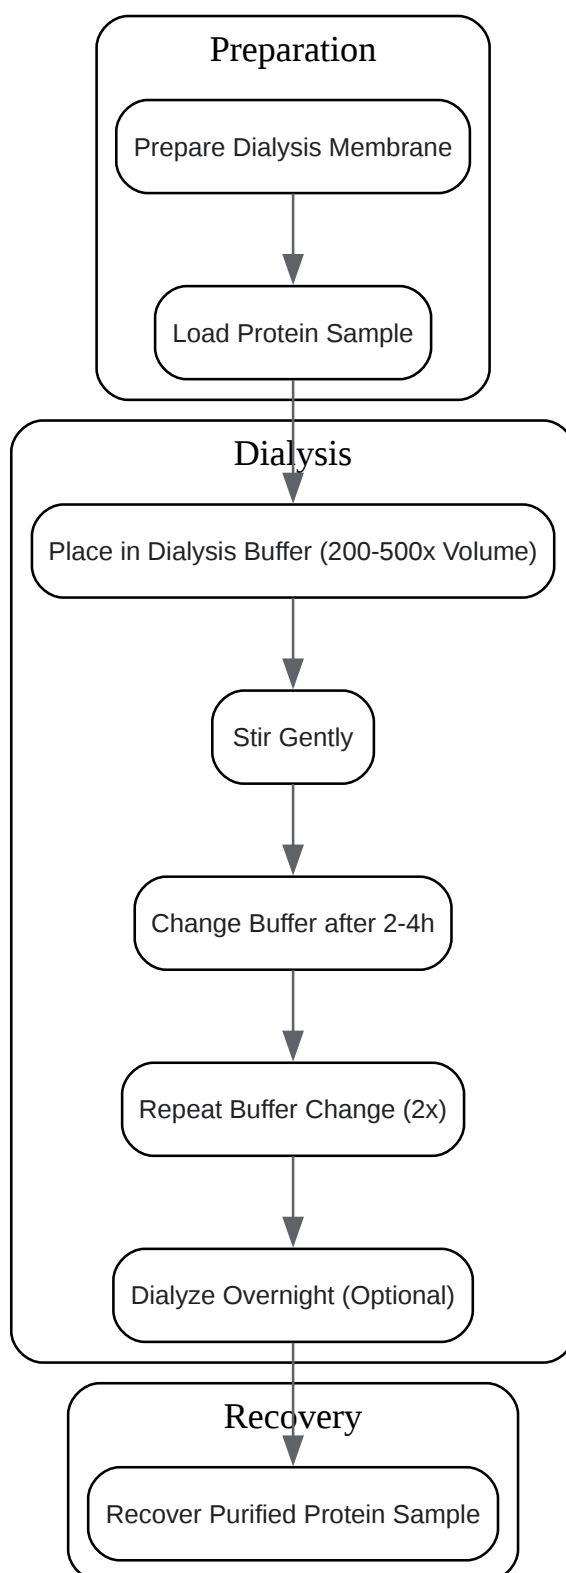 Preparation
Prepare Dialysis Membrane
Load Protein Sample
Dialysis
Place in Dialysis Buffer (200-500x Volume)
Stir Gently
Change Buffer after 2-4h
Repeat Buffer Change (2x)
Dialyze Overnight (Optional)
Recovery
Recover Purified Protein Sample